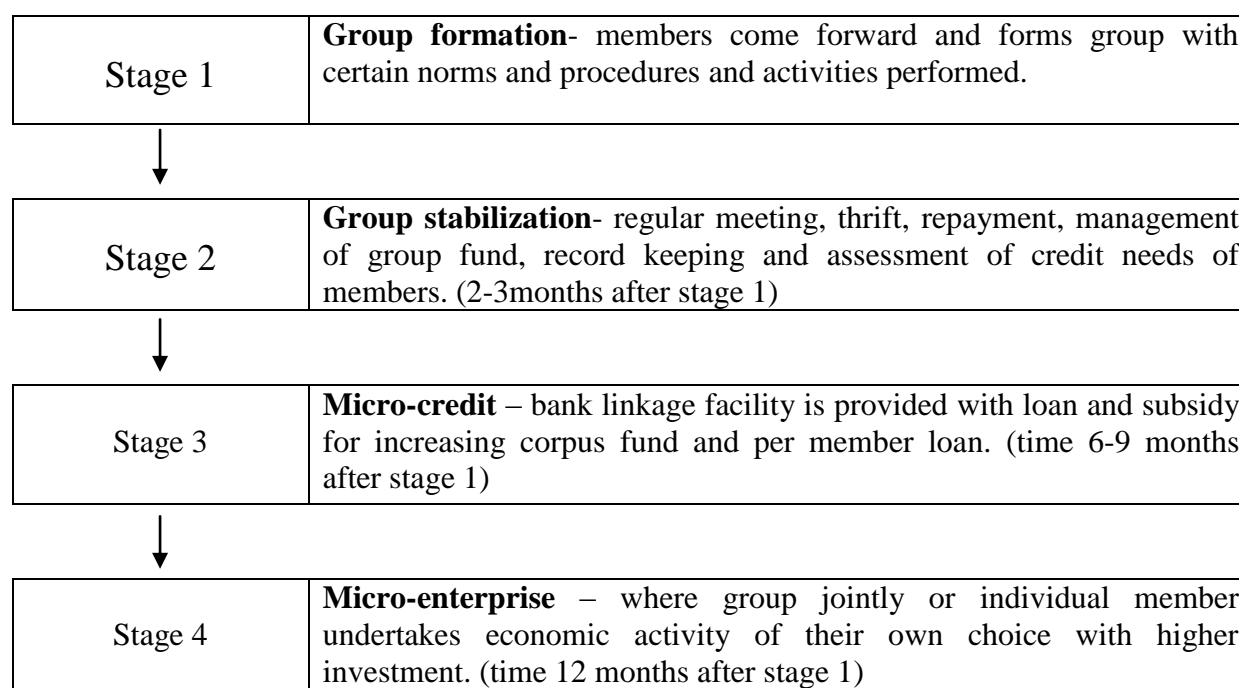 Stage 1
Group formation- members come forward and forms group with
certain norms and procedures and activities performed.
Stage 2
Group stabilization- regular meeting, thrift, repayment, management
of group fund, record keeping and assessment of credit needs of
members. (2-3months after stage 1)
Stage 3
Micro-credit – bank linkage facility is provided with loan and subsidy
for increasing corpus fund and per member loan. (time 6-9 months
after stage 1)
Stage 4
Micro-enterprise – where group jointly or individual member
undertakes economic activity of their own choice with higher
investment. (time 12 months after stage 1)